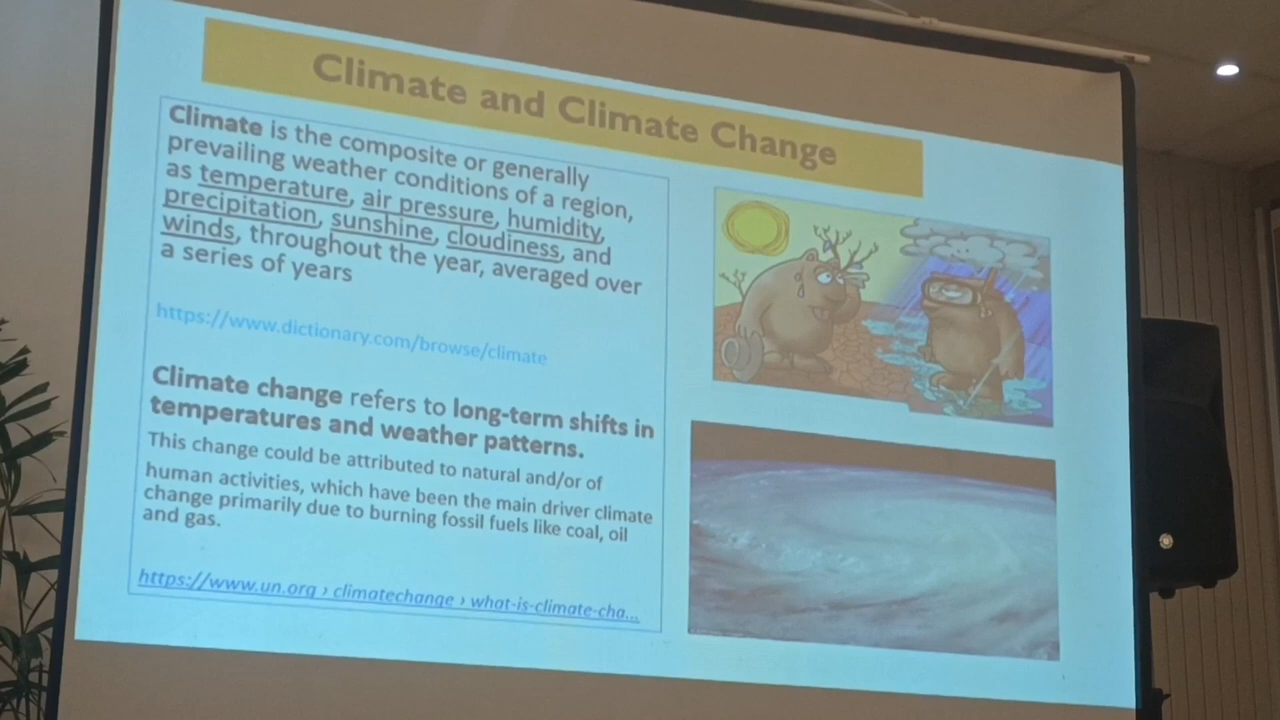 Climate and Climate Change
Climate is the composite or generally
prevailing weather conditions of a region,
as temperature, air pressure, humidity,
precipitation, sunshine, cloudiness, and
winds, throughout the year, averaged over
a series of years
https://www.dictionary.com/browse/climate
Climate change refers to long-term shifts in
temperatures and weather patterns.
This change could be attributed to natural and/or of
human activities, which have been the main driver climate
change primarily due to burning fossil fuels like coal, oil
and gas.
https://www.un.org › climatechange › what-is-climate-cha...